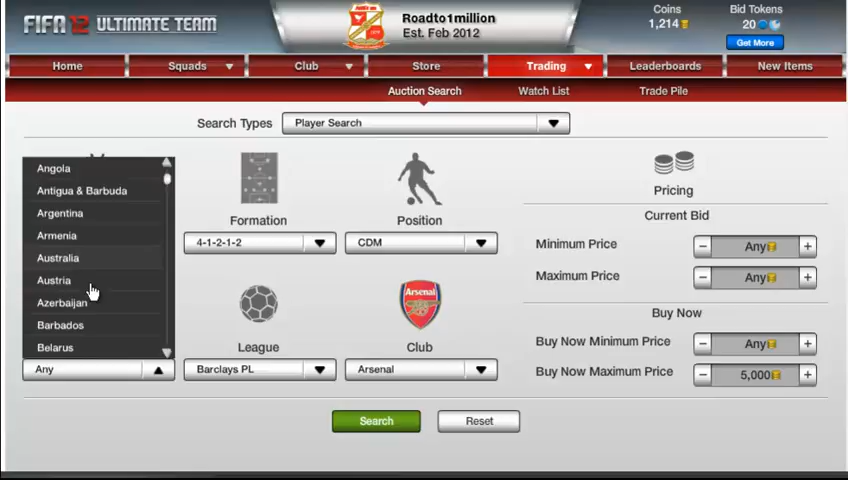 FIFA 12 ULTIMATE TEAM
Roadto1million
Est. Feb 2012
Coins
1,214
Bid Tokens
20
Get More
Home
Squads
Club
Store
Trading
Leaderboards
New Items
Auction Search
Watch List
Trade Pile
Search Types
Player Search
Angola
Antigua & Barbuda
Argentina
Armenia
Australia
Austria
Azerbaijan
Barbados
Belarus
Any
Formation
4-1-2-1-2
Position
CDM
League
Barclays PL
Arsenal
Club
Arsenal
Pricing
Current Bid
Minimum Price
Any
Maximum Price
Any
Buy Now
Buy Now Minimum Price
Any
Buy Now Maximum Price
5,000
Search
Reset